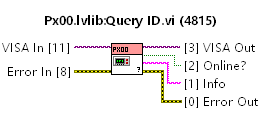 Px00.lvlib:Query ID.vi (4815)
VISA In [11]
PX00
[3] VISA Out
[2] Online?
Error In [8]
?
[1] Info
[0] Error Out